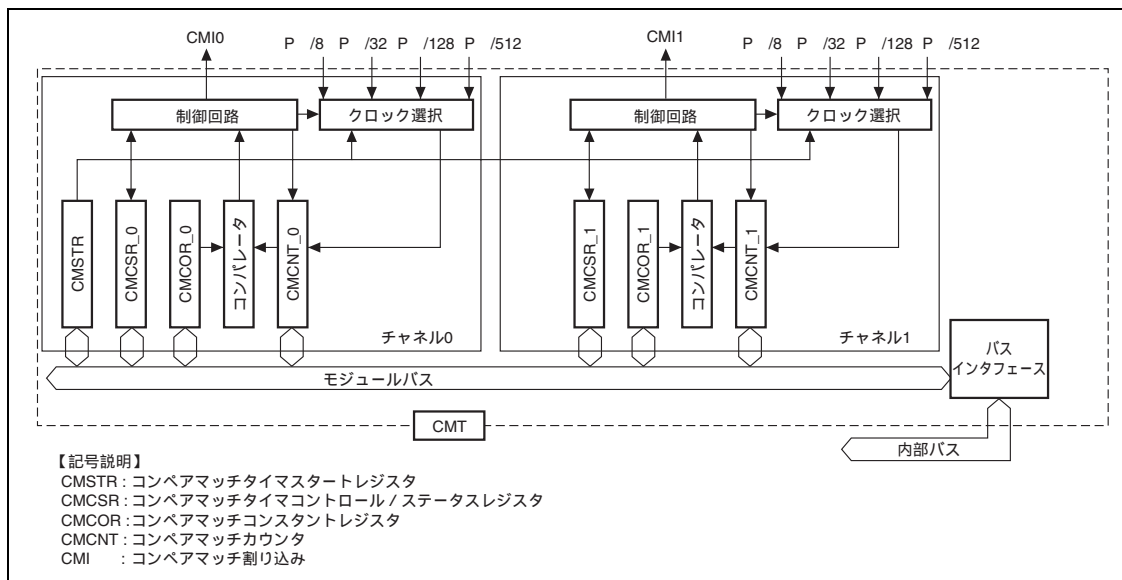 CMI0 P /8 P /32 P /128 P /512 CMI1 P /8 P /32 P /128 P /512
制御回路 クロック選択 制御回路 クロック選択
CMSTR
CMCSR_0
CMCOR_0
コンパレータ
CMCNT_0
CMCSR_1
CMCOR_1
コンパレータ
CMCNT_1
チャネル0 チャネル1
バス
インタフェース
モジュールバス
CMT
内部バス
【記号説明】
CMSTR : コンペアマッチタイマスタートレジスタ
CMCSR : コンペアマッチタイマコントロール / ステータスレジスタ
CMCOR : コンペアマッチコンスタントレジスタ
CMCNT : コンペアマッチカウンタ
CMI : コンペアマッチ割り込み